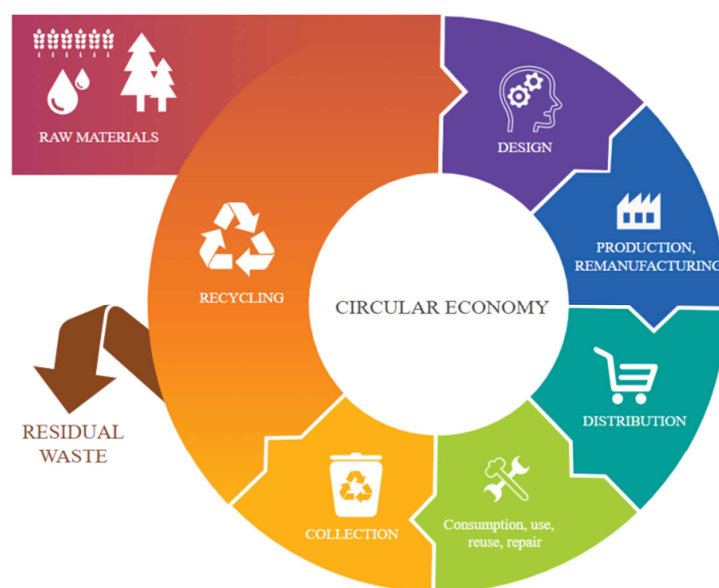 RAW MATERIALS
DESIGN
PRODUCTION,
REMANUFACTURING
RECYCLING
CIRCULAR ECONOMY
DISTRIBUTION
RESIDUAL
WASTE
COLLECTION
Consumption, use,
reuse, repair